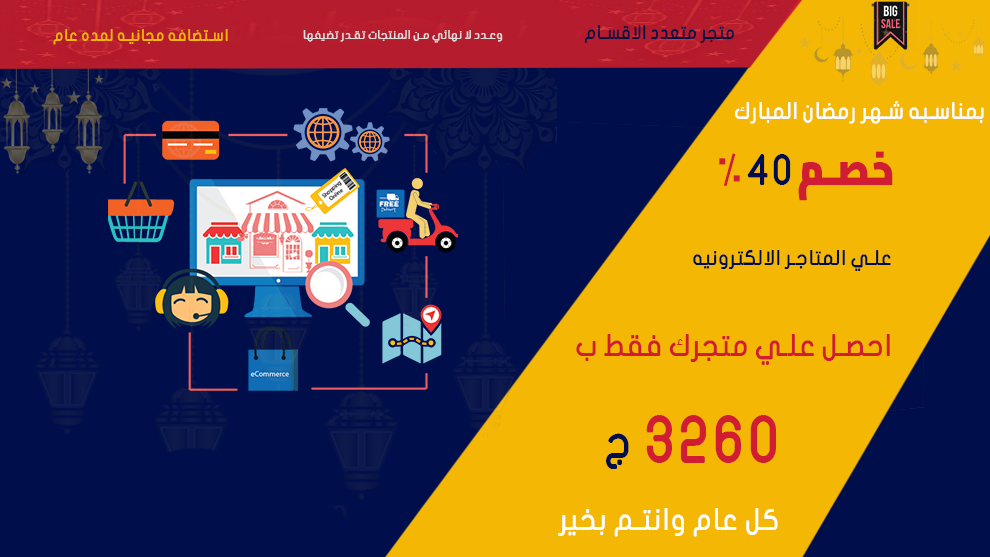 متجر متعدد الاقسام
وعدد لا نهائي من المنتجات تقدر تضيفها
استضافه مجانيه لمده عام
BIG
SALE
بمناسبه شهر رمضان المبارك
خصم 40 %
علي المتاجر الالكترونيه
احصل علي متجرك فقط ب
3260 ج
كل عام وانتم بخير
Shopping
Online
FREE
Delivery
eCommerce